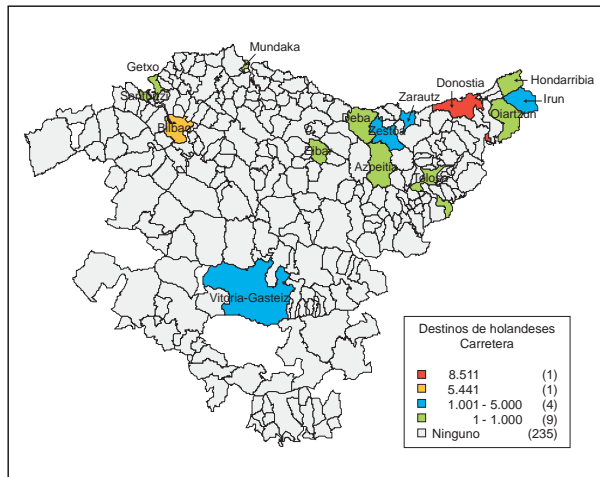 Mundaka
Getxo
Donostia
Hondarribia
Zarautz
Irun
Santurtzi
Bilbao
Deba
Oiartzun
Zestoa
Eibar
Azpeitia
Tolosa
Vitoria-Gasteiz
Destinos de holandeses
Carretera
8.511 (1)
5.441 (1)
1.001 - 5.000 (4)
1 - 1.000 (9)
Ninguno (235)